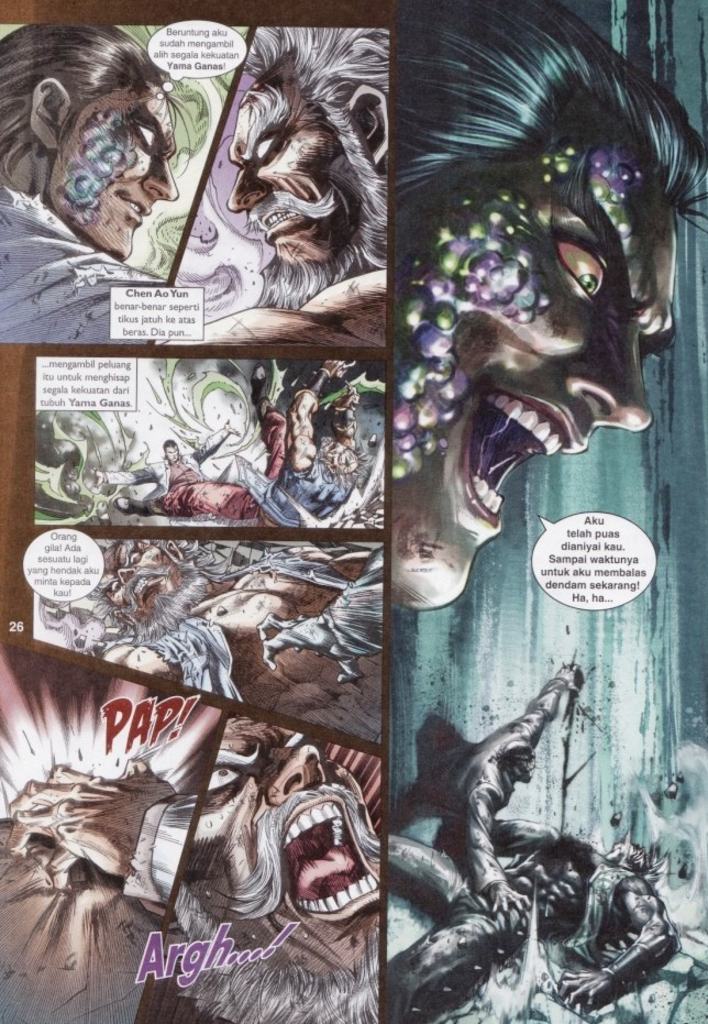 Beruntung aku
sudah mengambil
alih segala kekuatan
Yama Ganas!
Chen Ao Yun
benar-benar seperti
tikus jatuh ke atas
beras. Dia pun...
...mengambil peluang
itu untuk menghisap
segala kekuatan dari
tubuh Yama Ganas.
Orang
gila! Ada
sesuatu lagi
yang hendak aku
minta kepada
kau!
26
PAP!
Argh....!
Aku
telah puas
dianiyai kau.
Sampai waktunya
untuk aku membalas
dendam sekarang!
Ha, ha...